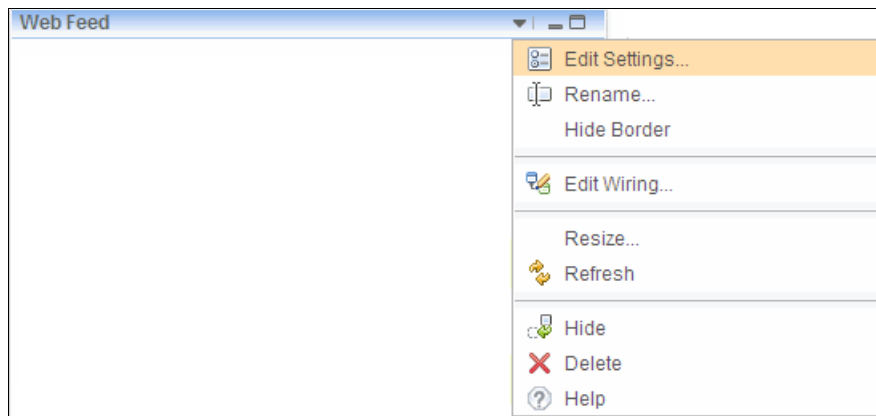 Web Feed
Edit Settings...
Rename...
Hide Border
Edit Wiring...
Resize...
Refresh
Hide
Delete
Help